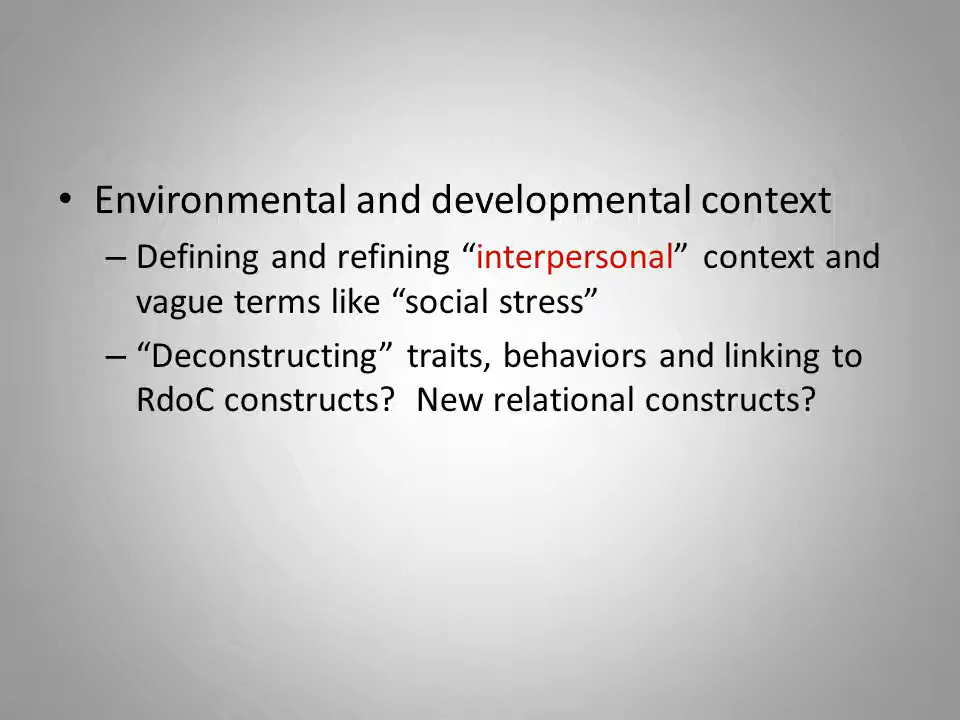 • Environmental and developmental context
– Defining and refining “interpersonal” context and
vague terms like “social stress”
– “Deconstructing” traits, behaviors and linking to
RdoC constructs?  New relational constructs?